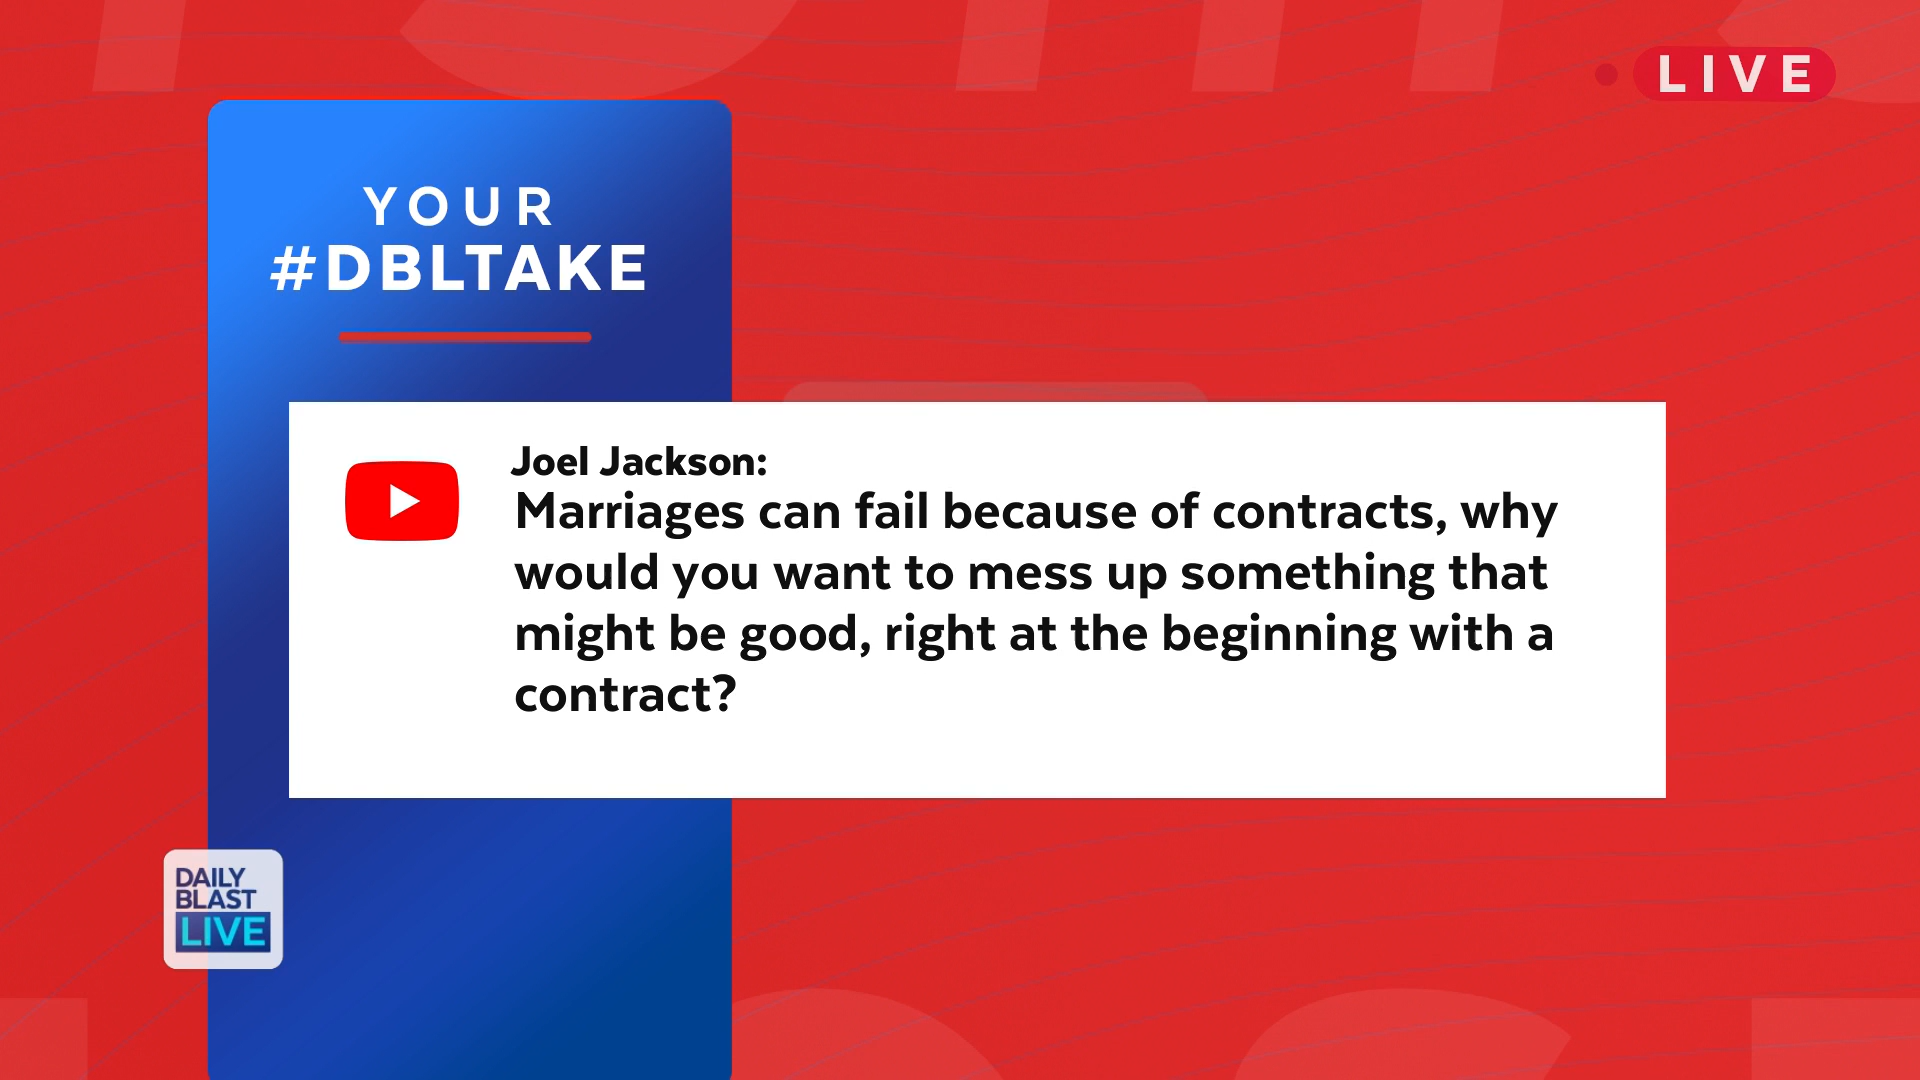 LIVE
YOUR
#DBLTAKE
Joel Jackson:
Marriages can fail because of contracts, why
would you want to mess up something that
might be good, right at the beginning with a
contract?
DAILY
BLAST
LIVE